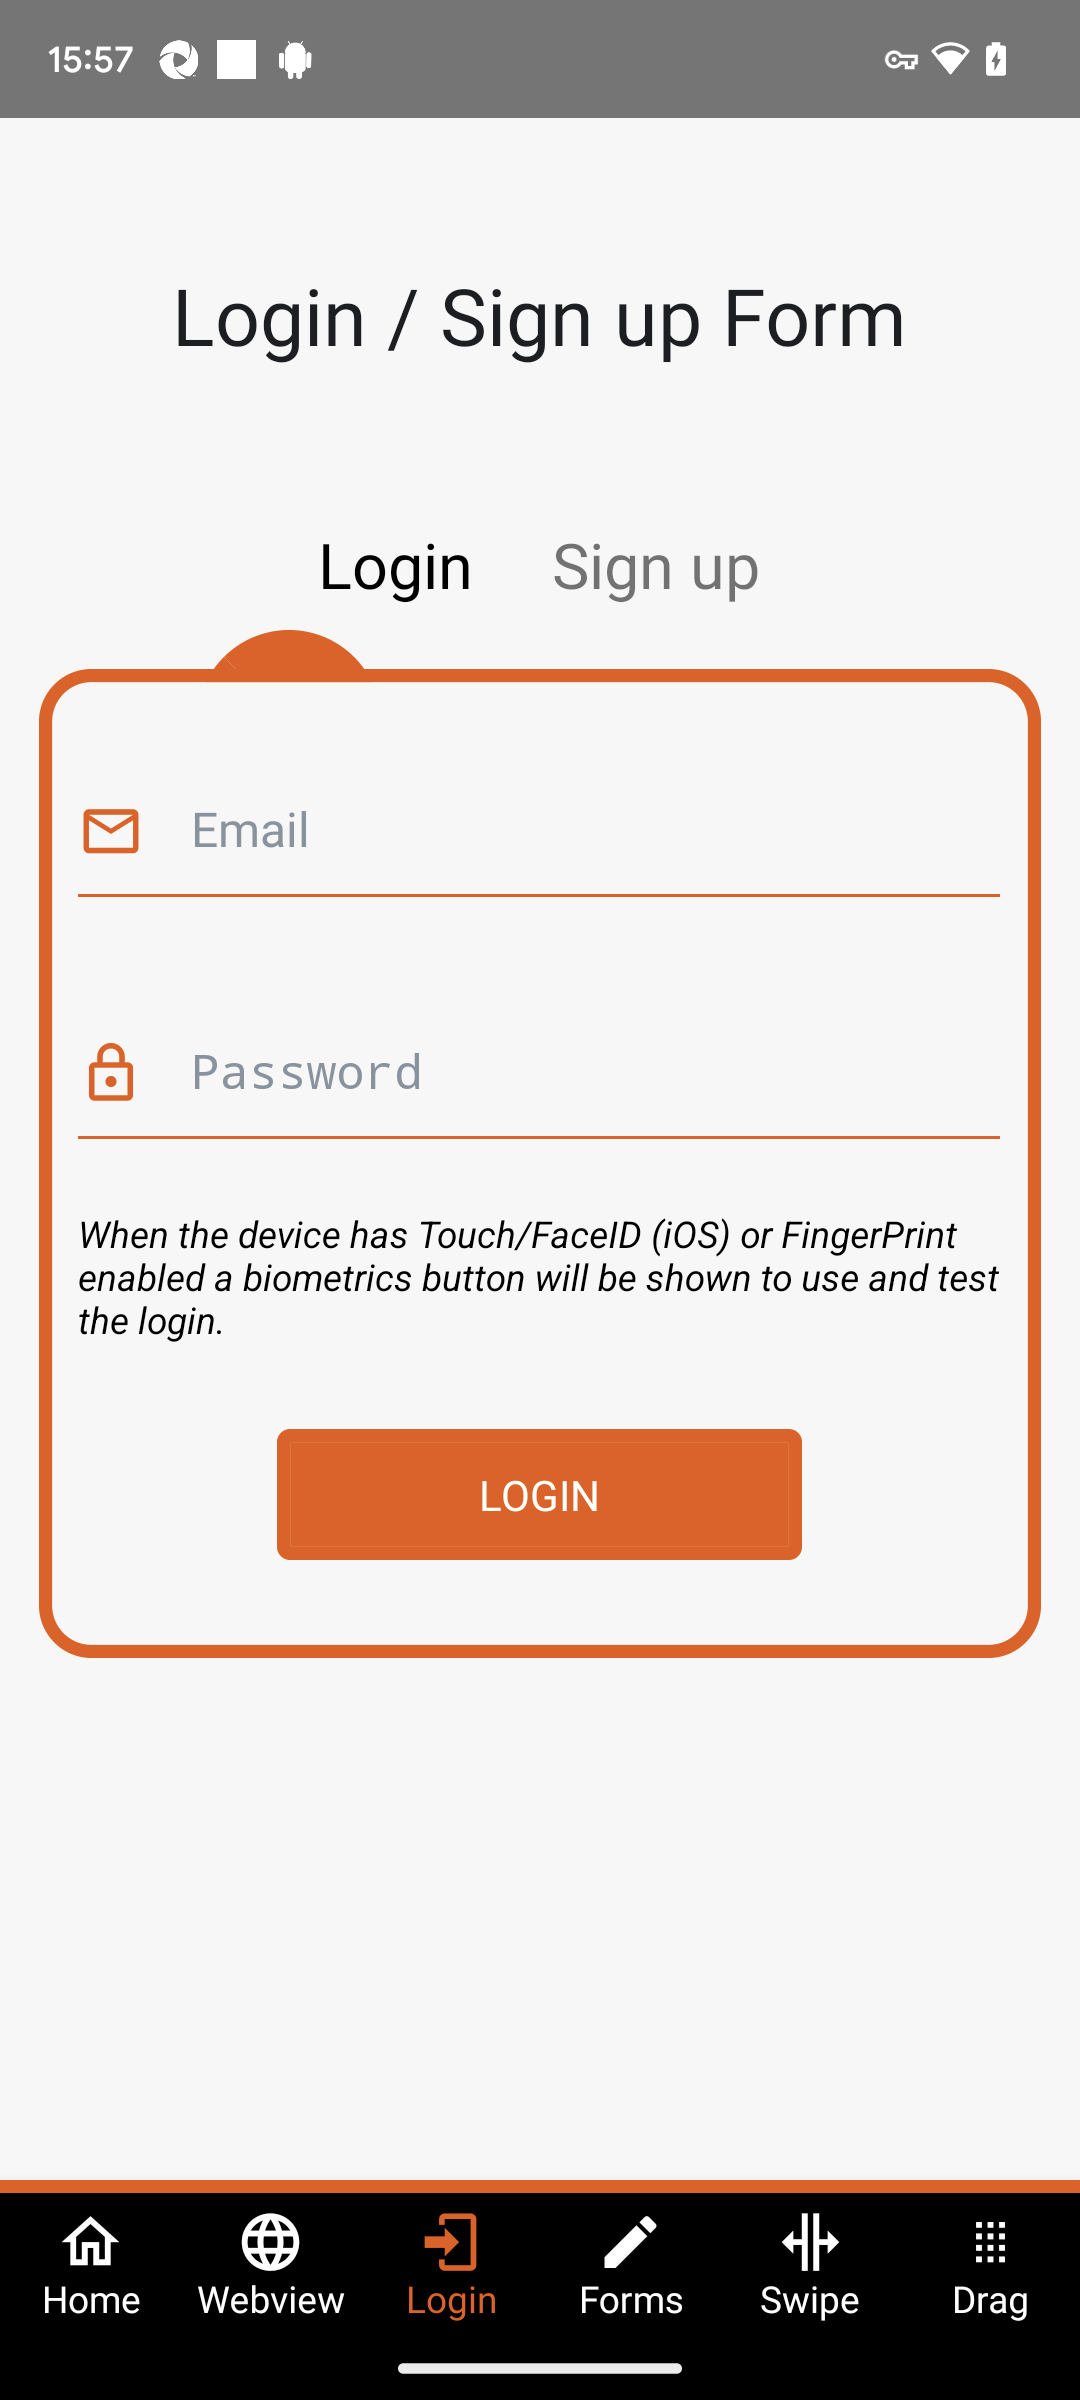 15:57
Login / Sign up Form
Login Sign up
Email
Password
When the device has Touch/FaceID (iOS) or FingerPrint
enabled a biometrics button will be shown to use and test
the login.
LOGIN
Home Webview Login Forms Swipe Drag